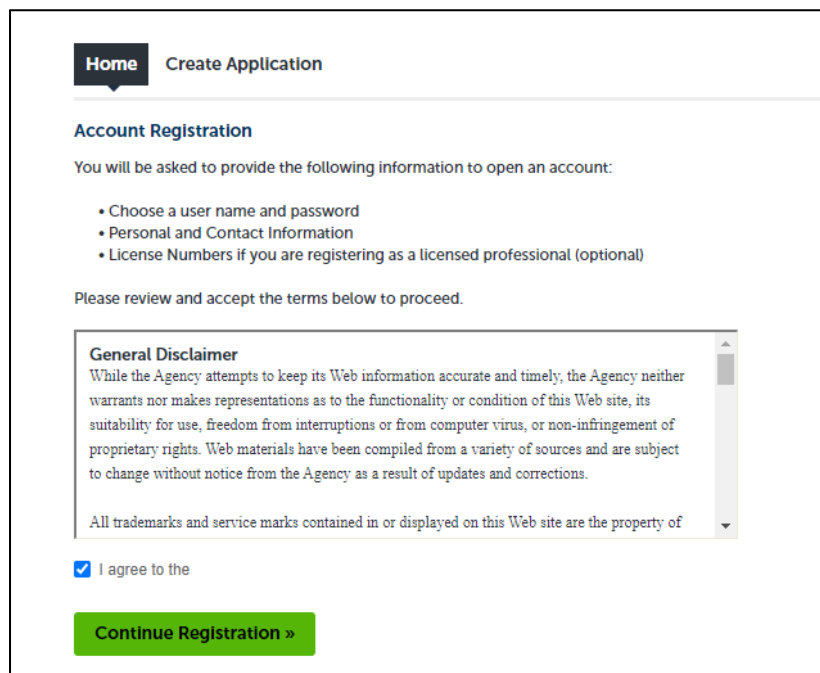 Home Create Application
Account Registration
You will be asked to provide the following information to open an account:
• Choose a user name and password
• Personal and Contact Information
• License Numbers if you are registering as a licensed professional (optional)
Please review and accept the terms below to proceed.
General Disclaimer
While the Agency attempts to keep its Web information accurate and timely, the Agency neither
warrants nor makes representations as to the functionality or condition of this Web site, its
suitability for use, freedom from interruptions or from computer virus, or non-infringement of
proprietary rights. Web materials have been compiled from a variety of sources and are subject
to change without notice from the Agency as a result of updates and corrections.
All trademarks and service marks contained in or displayed on this Web site are the property of
I agree to the
Continue Registration »